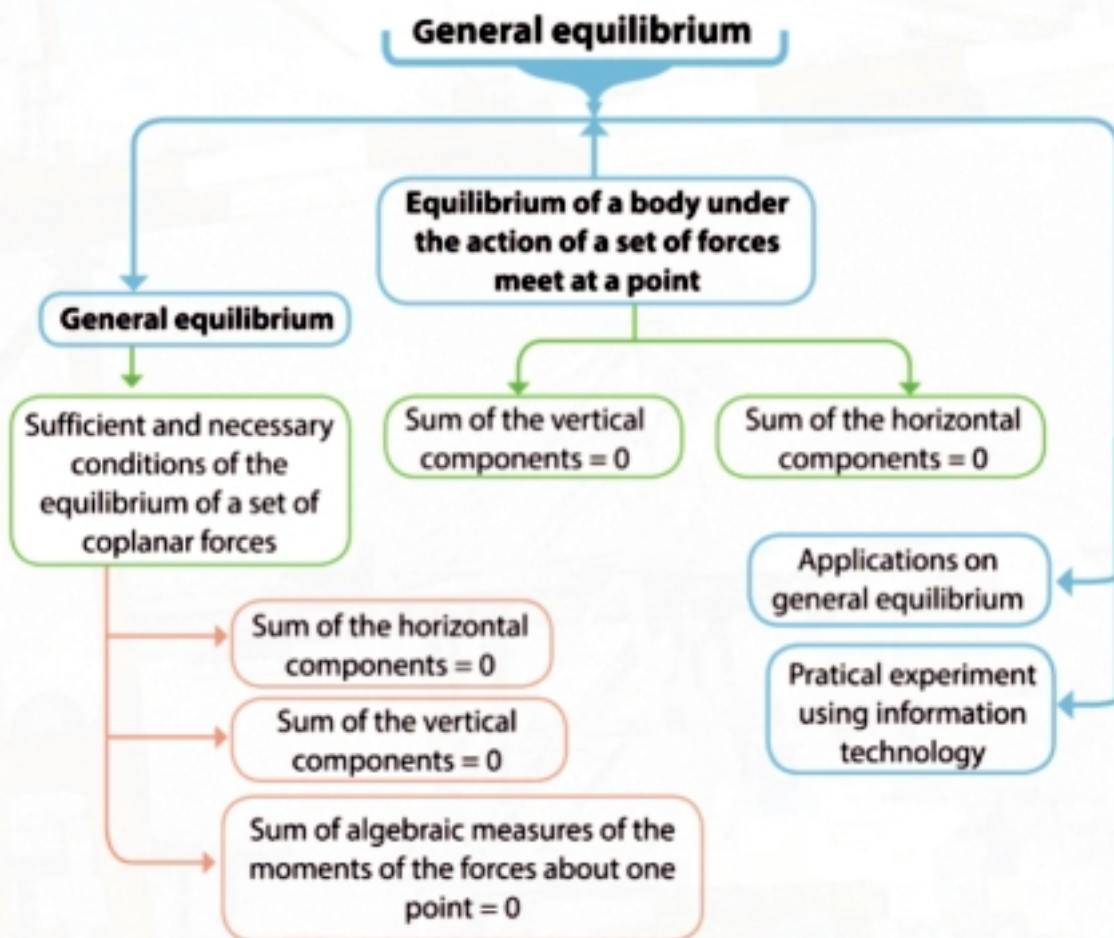 General equilibrium
Equilibrium of a body under
the action of a set of forces
meet at a point
General equilibrium
Sufficient and necessary
conditions of the
equilibrium of a set of
coplanar forces
Sum of the vertical
components = 0
Sum of the horizontal
components = 0
Applications on
general equilibrium
Pratical experiment
using information
technology
Sum of the horizontal
components = 0
Sum of the vertical
components = 0
Sum of algebraic measures of the
moments of the forces about one
point = 0